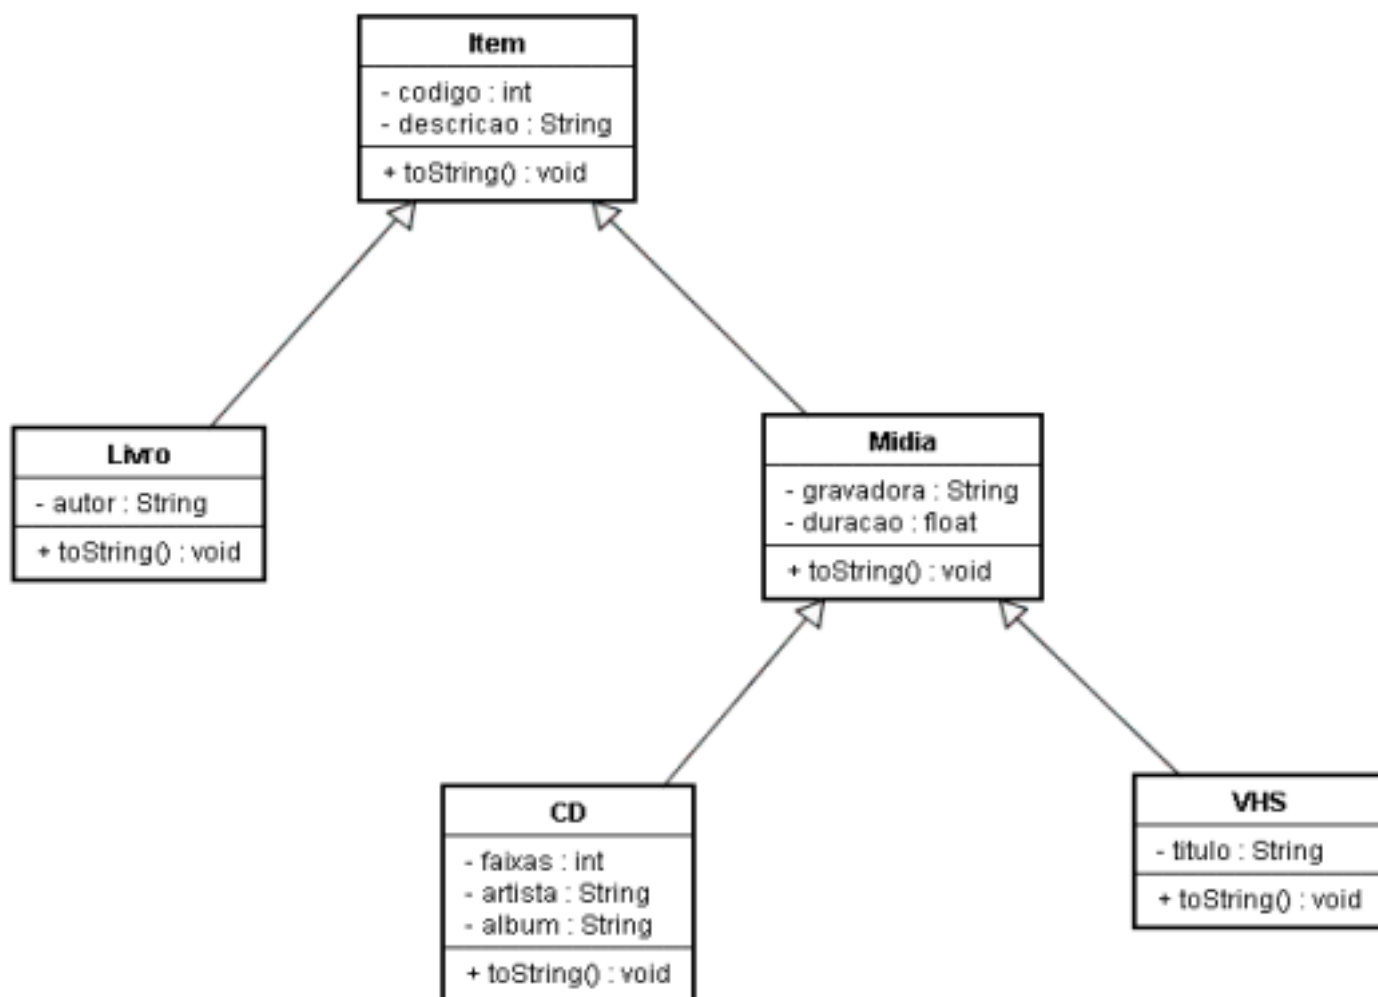 Item
- codigo : int
- descricao : String
+ toString() : void
Livro
- autor : String
+ toString() : void
Midia
- gravadora : String
- duracao : float
+ toString() : void
CD
- faixas : int
- artista : String
- album : String
+ toString() : void
VHS
- titulo : String
+ toString() : void